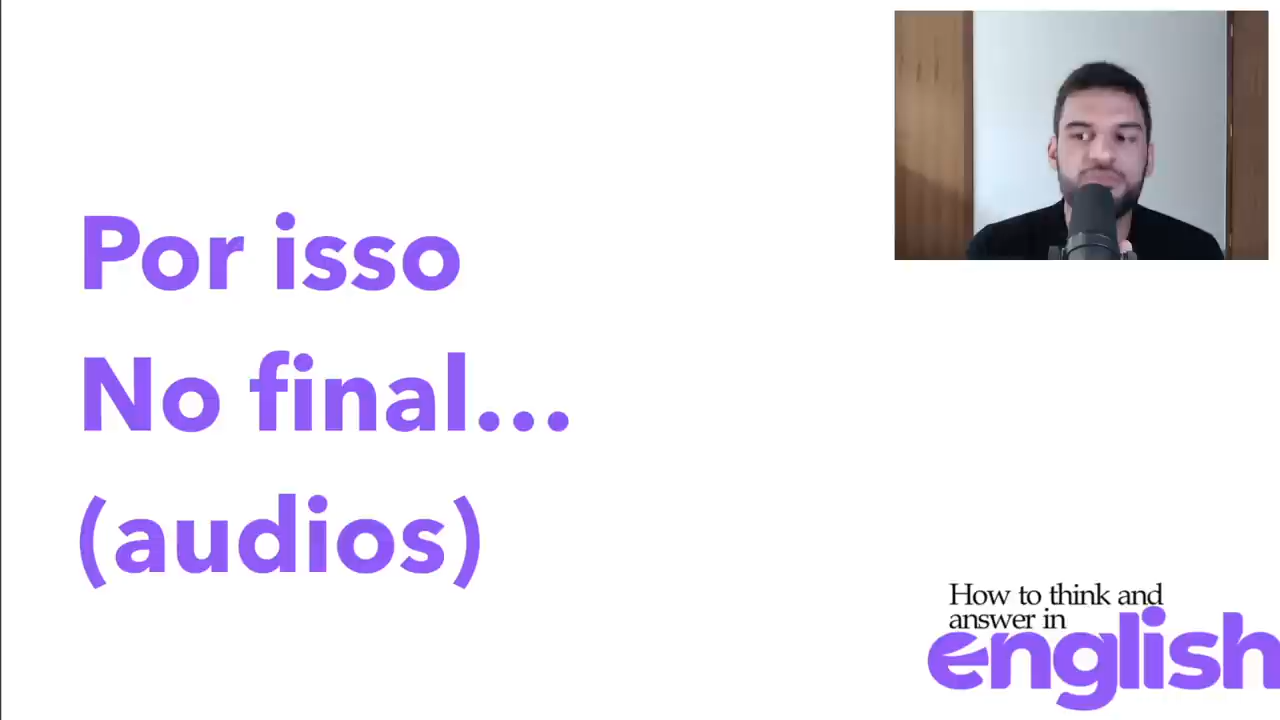 Por isso
No final...
(audios)
How to think and
answer in
english